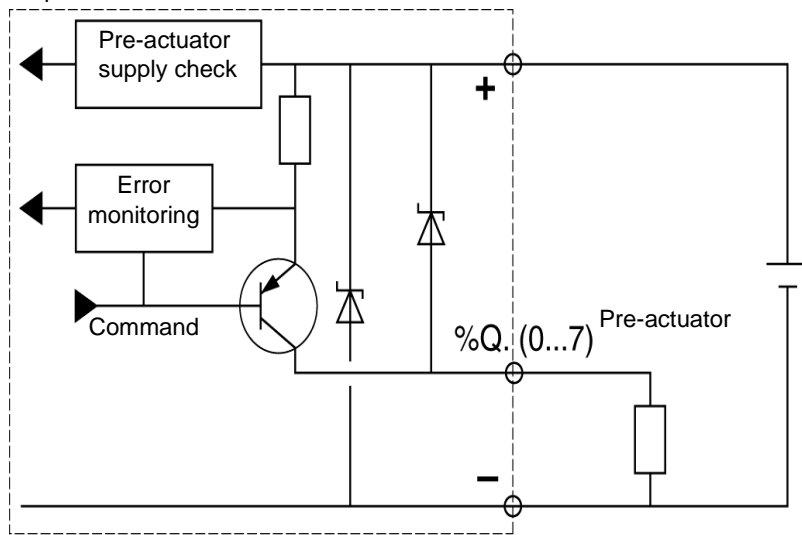 Pre-actuator
supply check
+
Error
monitoring
Command
%Q. (0...7)
Pre-actuator
−